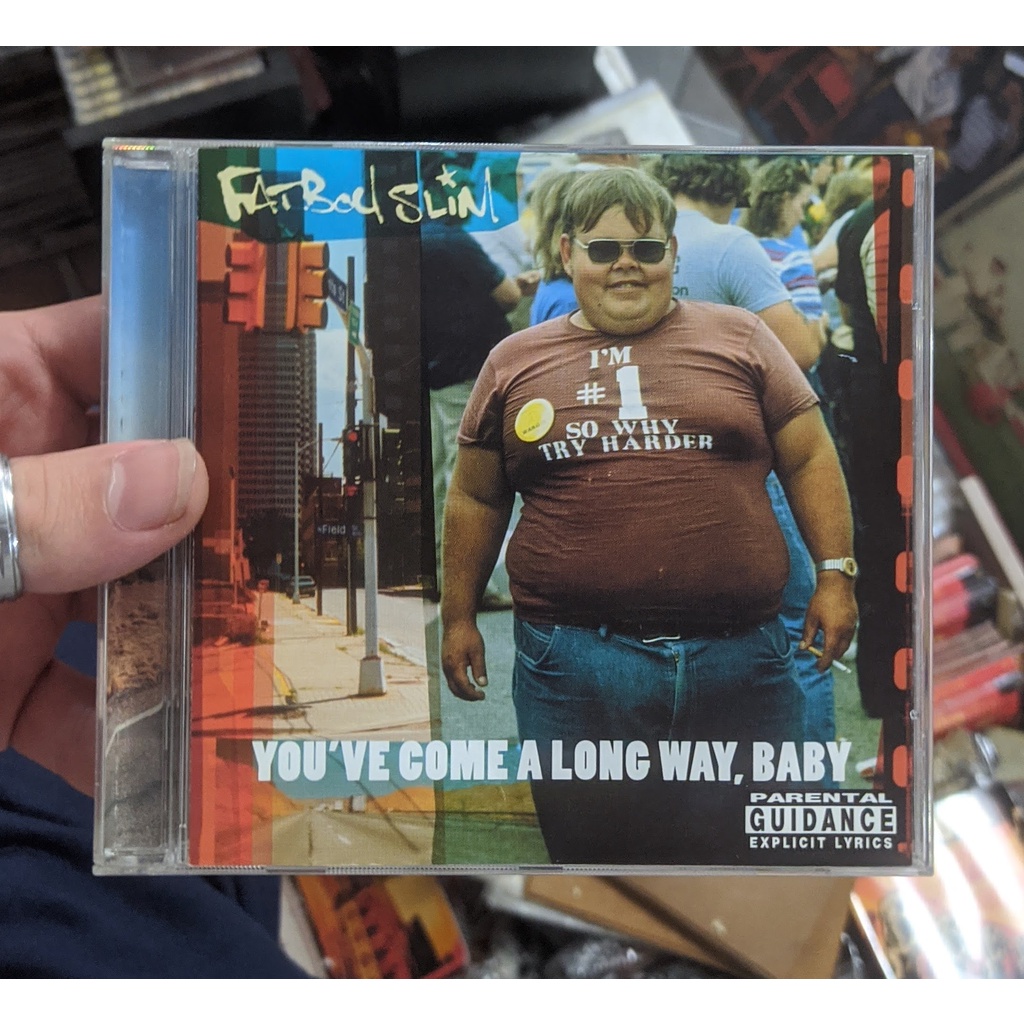 FATBOY SLIM
I'M
#1
SO WHY
TRY HARDER
Field
YOU'VE COME A LONG WAY, BABY
PARENTAL
GUIDANCE
EXPLICIT LYRICS